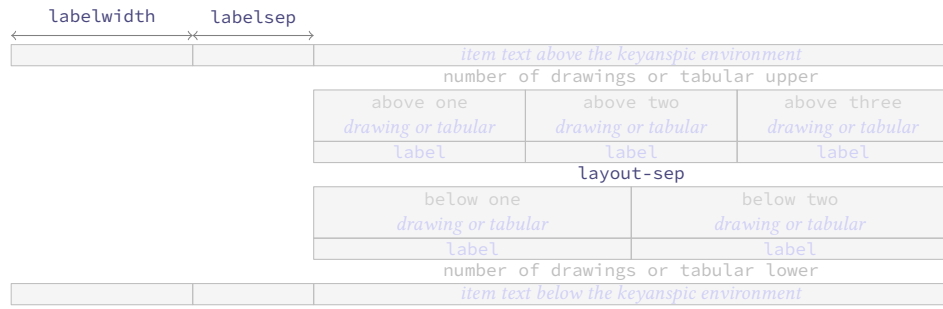 labelwidth labelsep
item text above the keyanspic environment
number of drawings or tabular upper
above one above two above three
drawing or tabular drawing or tabular drawing or tabular
label label label
layout-sep
below one below two
drawing or tabular drawing or tabular
label label
number of drawings or tabular lower
item text below the keyanspic environment